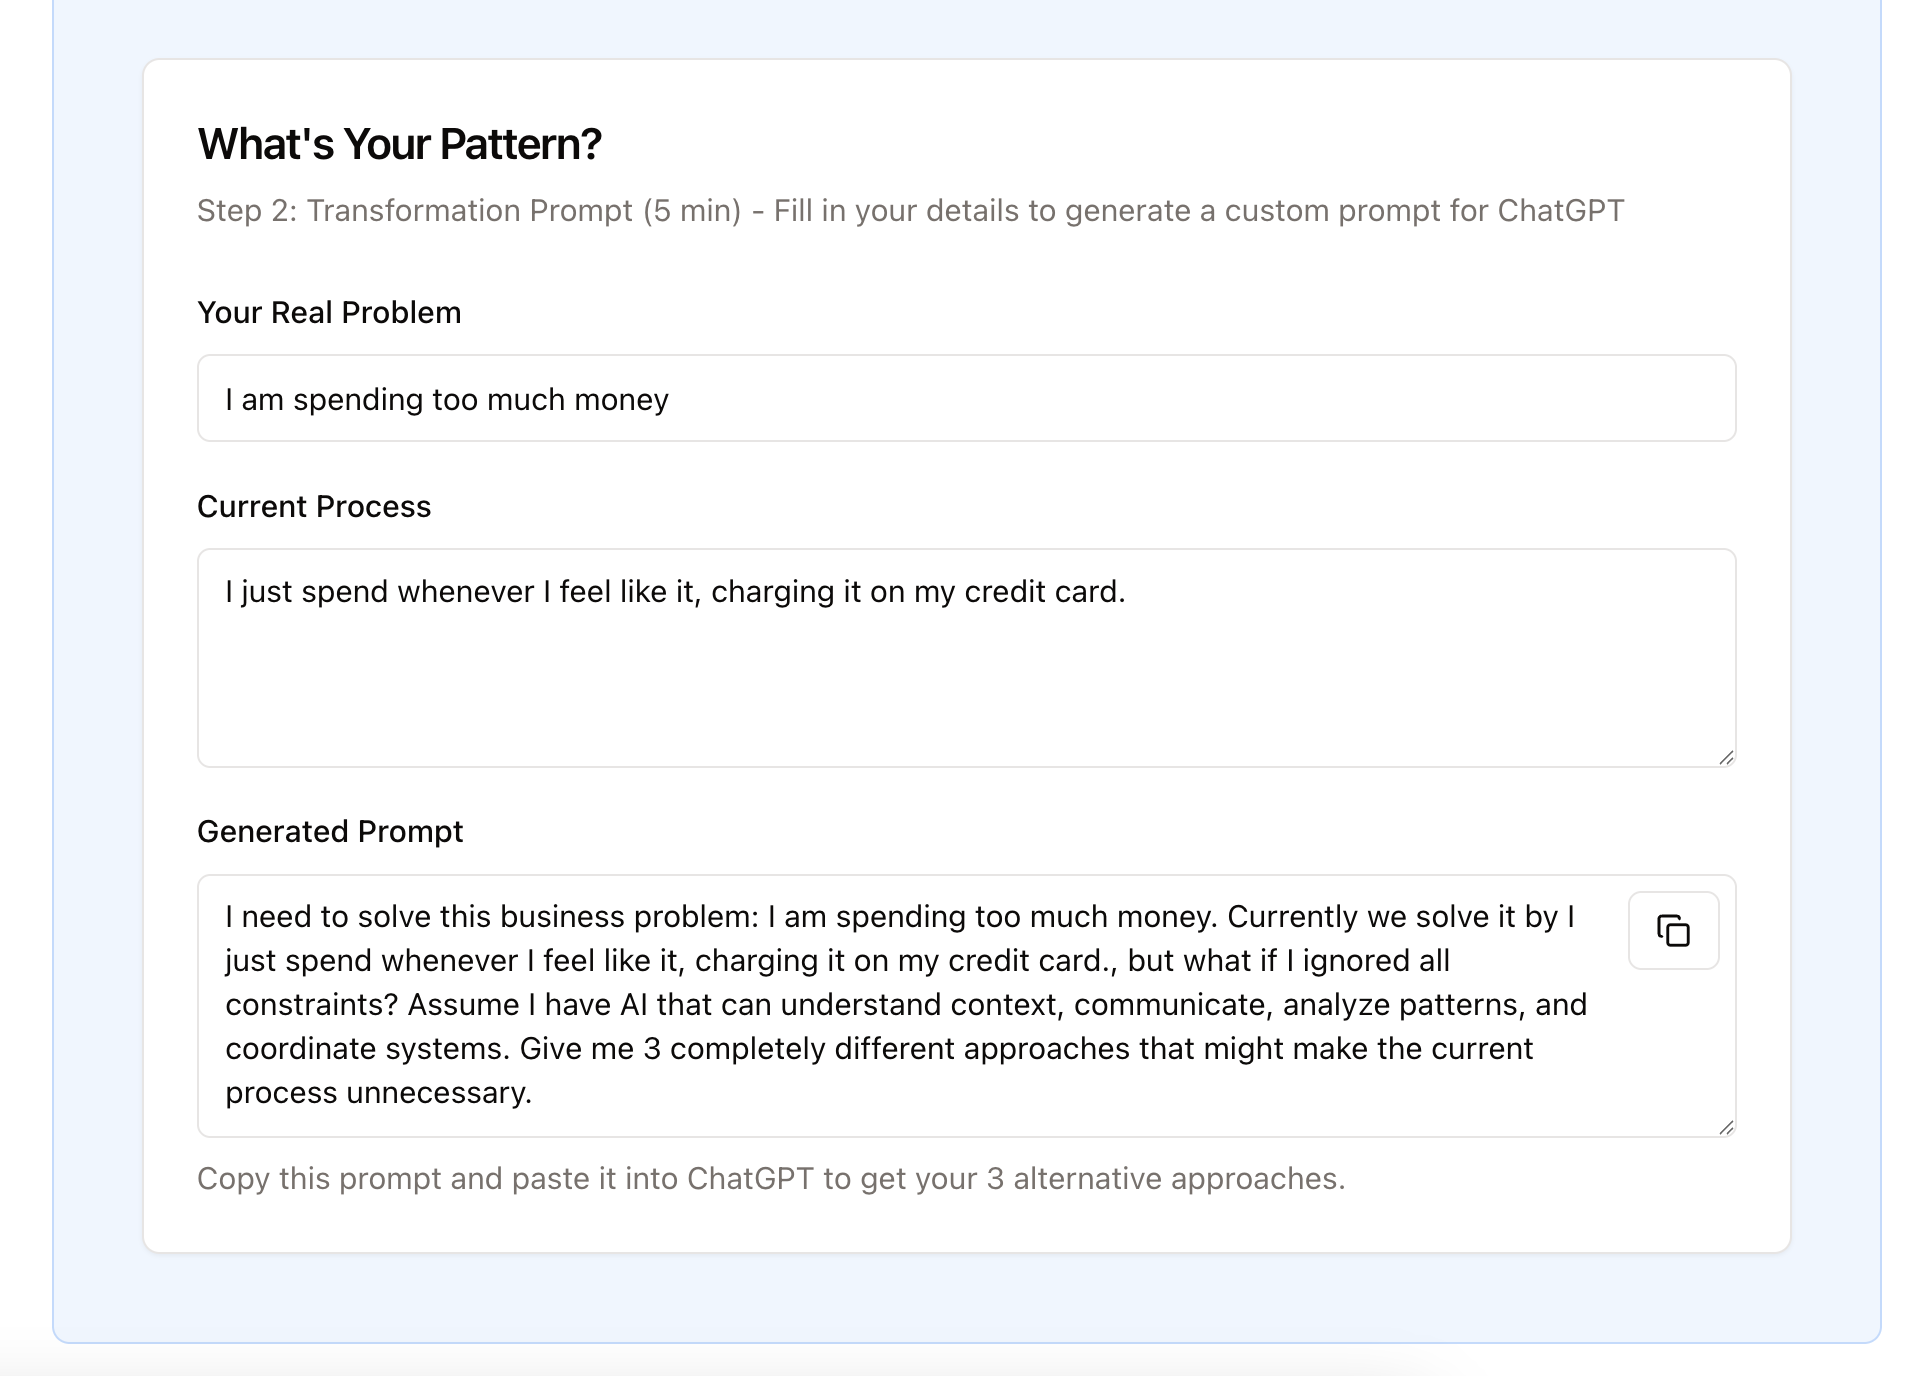 What's Your Pattern?
Step 2: Transformation Prompt (5 min) - Fill in your details to generate a custom prompt for ChatGPT
Your Real Problem
I am spending too much money
Current Process
I just spend whenever I feel like it, charging it on my credit card.
Generated Prompt
I need to solve this business problem: I am spending too much money. Currently we solve it by I
just spend whenever I feel like it, charging it on my credit card., but what if I ignored all
constraints? Assume I have AI that can understand context, communicate, analyze patterns, and
coordinate systems. Give me 3 completely different approaches that might make the current
process unnecessary.
Copy this prompt and paste it into ChatGPT to get your 3 alternative approaches.